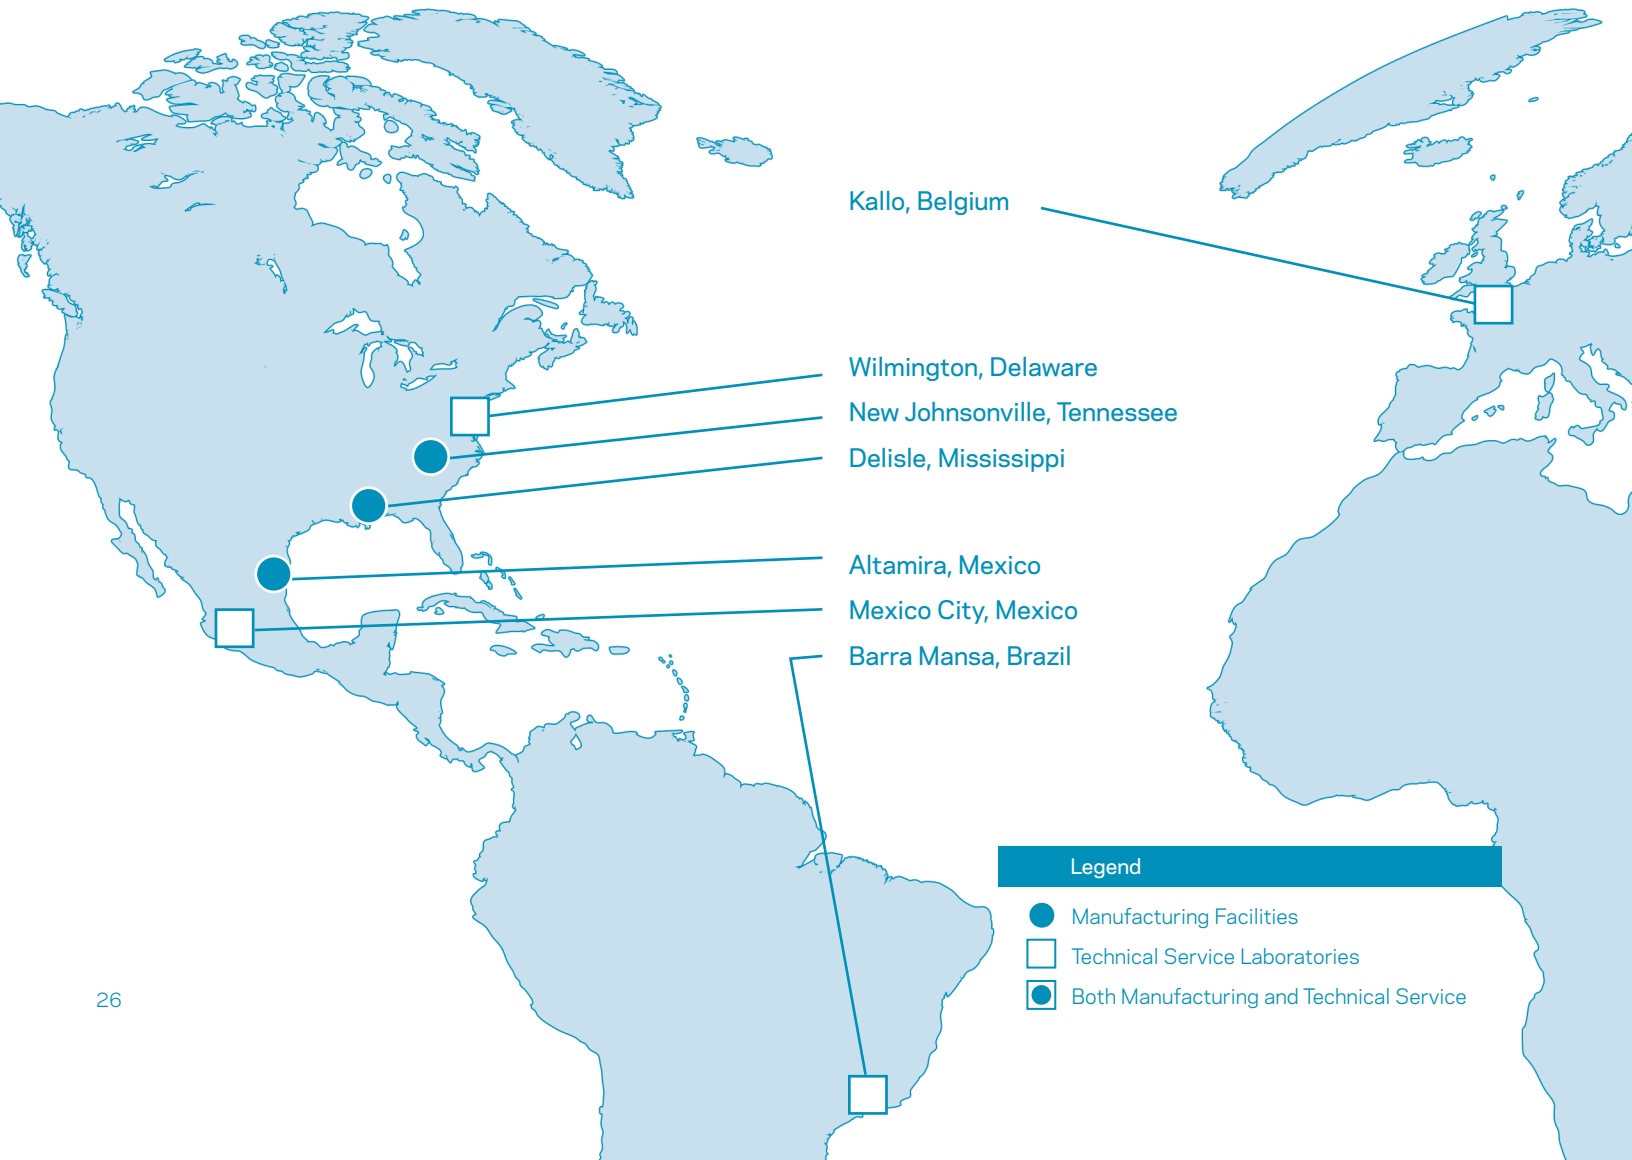 Kallo, Belgium
Wilmington, Delaware
New Johnsonville, Tennessee
Delisle, Mississippi
Altamira, Mexico
Mexico City, Mexico
Barra Mansa, Brazil
Legend
Manufacturing Facilities
Technical Service Laboratories
Both Manufacturing and Technical Service
26